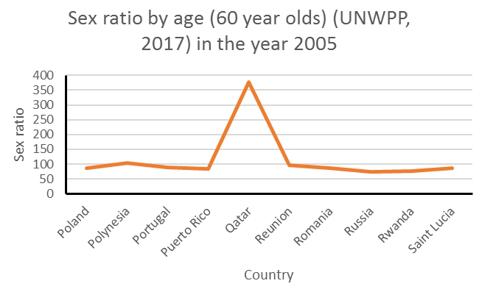 Sex ratio by age (60 year olds) (UNWPP,
2017) in the year 2005
400
350
300
250
200
150
100
50
0
Sex ratio
Poland
Polynesia
Portugal
Puerto Rico
Qatar
Reunion
Romania
Russia
Rwanda
Saint Lucia
Country